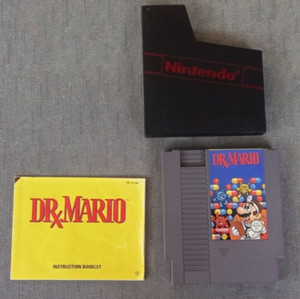 Nintendo®
DR. MARIO
INSTRUCTION BOOKLET
DR. MARIO